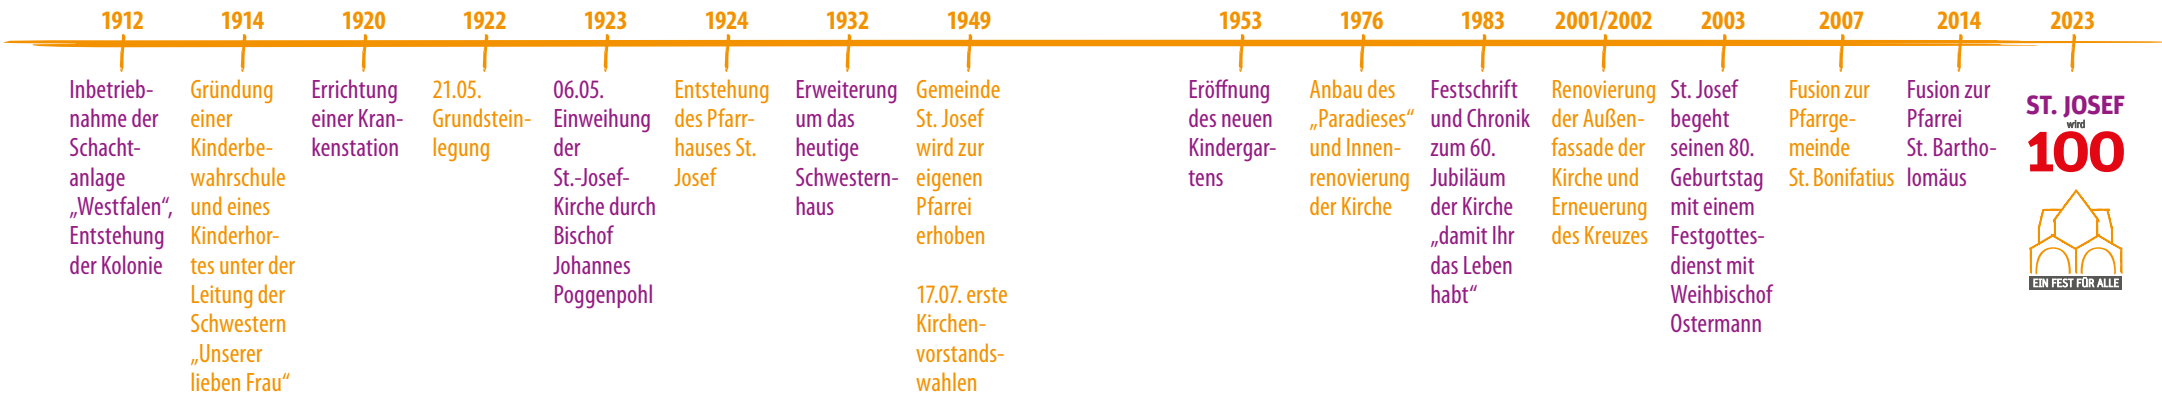 1912
Inbetrieb-
nahme der
Schacht-
anlage
„Westfalen“,
Entstehung
der Kolonie
1914
Gründung
einer
Kinderbe-
wahrschule
und eines
Kinderhor-
tes unter der
Leitung der
Schwestern
„Unserer
lieben Frau“
1920
Errichtung
einer Kran-
kenstation
1922
21.05.
Grundstein-
legung
1923
06.05.
Einweihung
der
St.-Josef-
Kirche durch
Bischof
Johannes
Poggenpohl
1924
Entstehung
des Pfarr-
hauses St.
Josef
1932
Erweiterung
um das
heutige
Schwestern-
haus
1949
Gemeinde
St. Josef
wird zur
eigenen
Pfarrei
erhoben
17.07. erste
Kirchen-
vorstands-
wahlen
1953
Eröffnung
des neuen
Kindergar-
tens
1976
Anbau des
„Paradieses“
und Innen-
renovierung
der Kirche
1983
Festschrift
und Chronik
zum 60.
Jubiläum
der Kirche
„damit Ihr
das Leben
habt“
2001/2002
Renovierung
der Außen-
fassade der
Kirche und
Erneuerung
des Kreuzes
2003
St. Josef
begeht
seinen 80.
Geburtstag
mit einem
Festgottes-
dienst mit
Weihbischof
Ostermann
2007
Fusion zur
Pfarrge-
meinde
St. Bonifatius
2014
Fusion zur
Pfarrei
St. Bartho-
lomäus
2023
ST. JOSEF
wird
100
EIN FEST FÜR ALLE